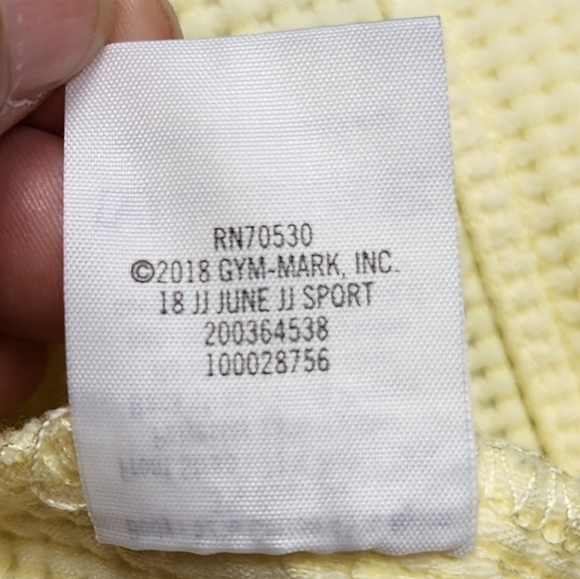 RN70530
©2018 GYM-MARK, INC.
18 JJ JUNE JJ SPORT
200364538
100028756